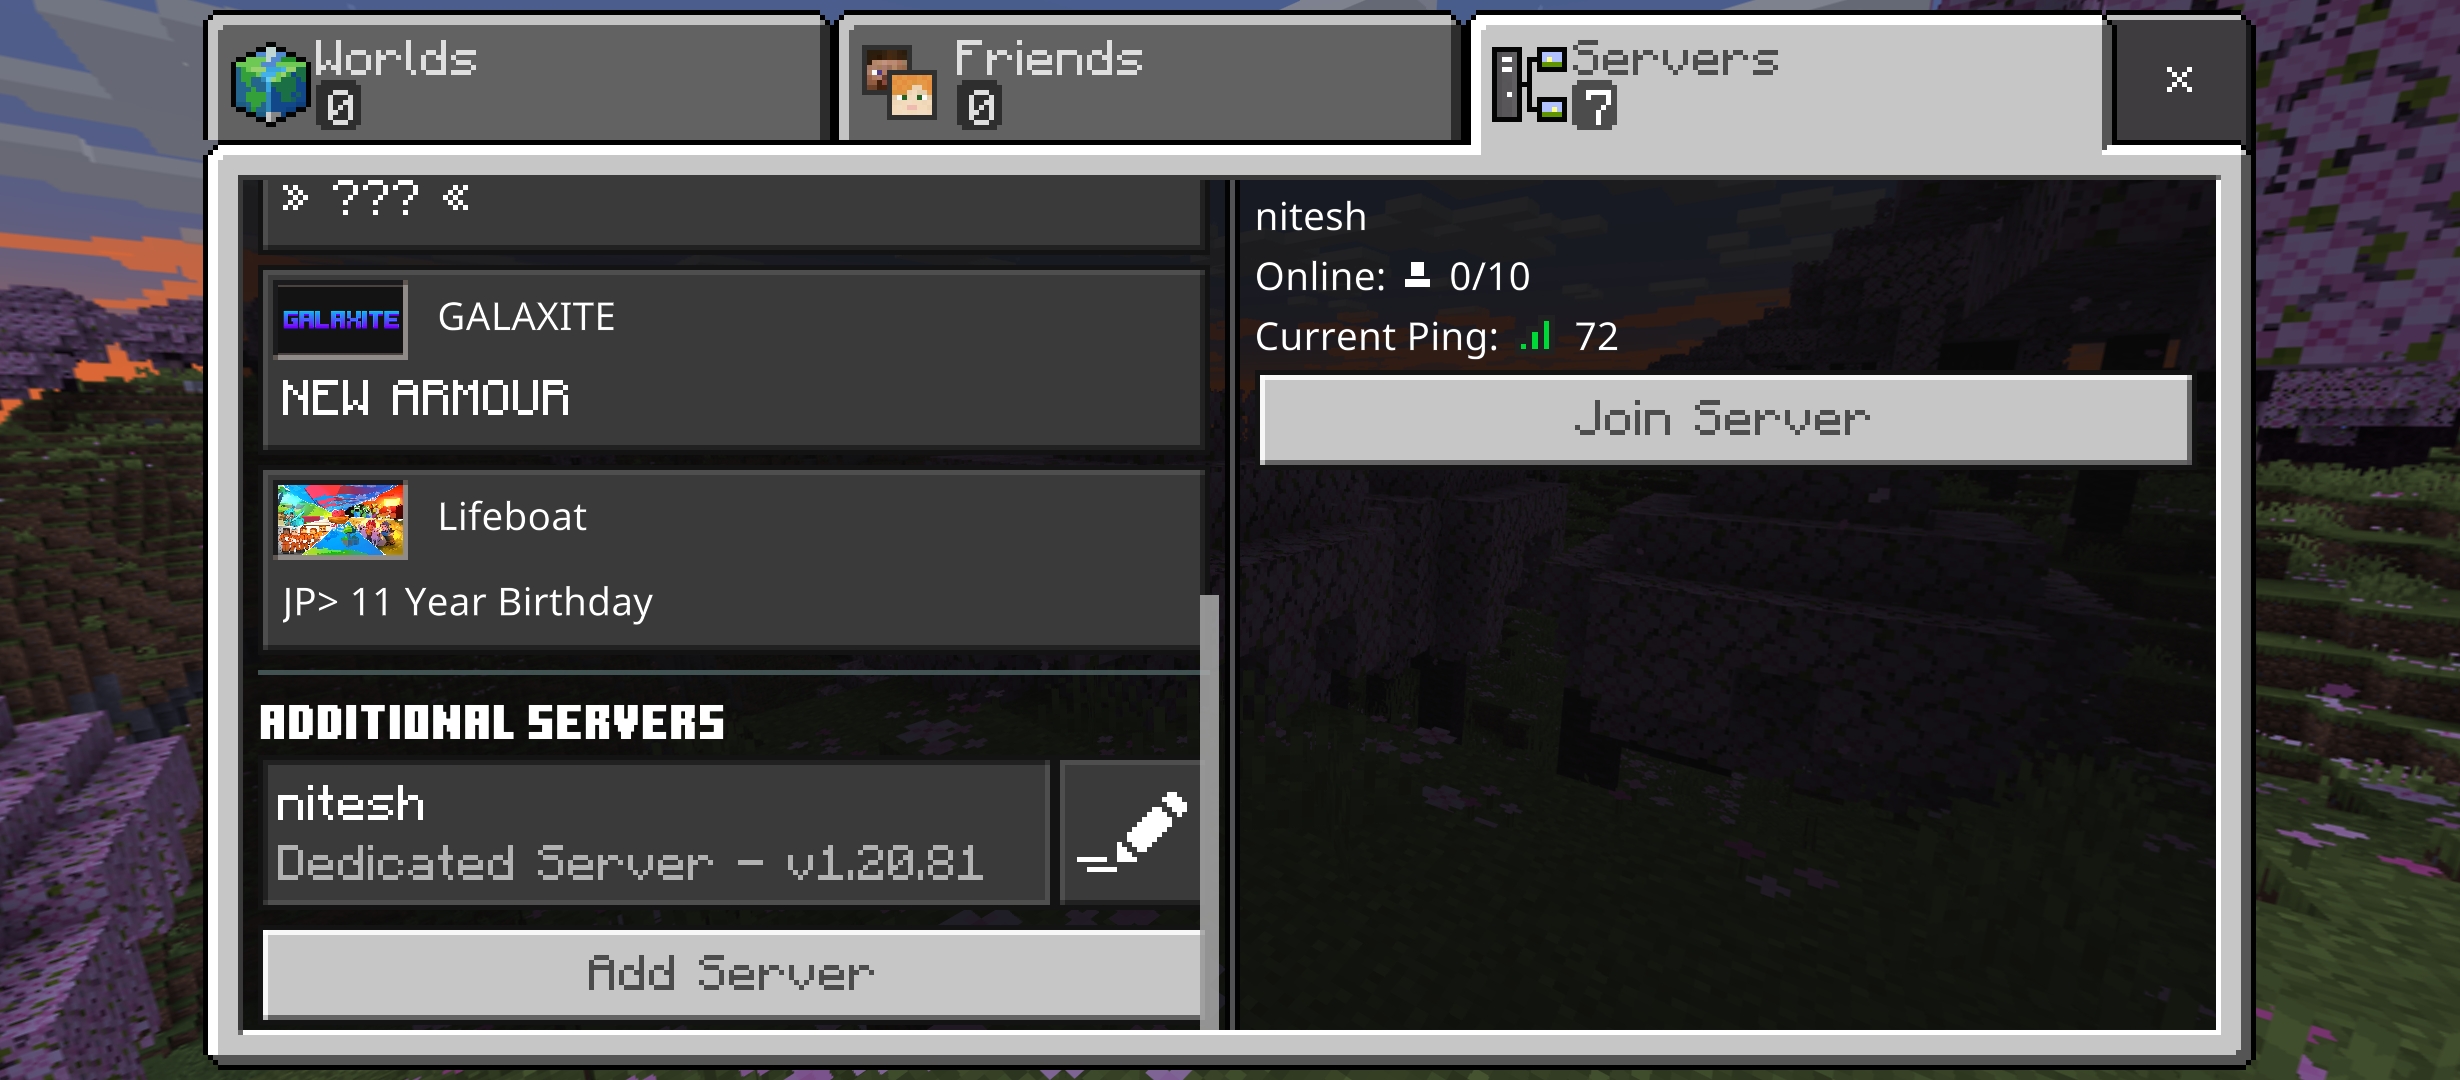 Worlds
0
Friends
0
Servers
7
» ??? «
GALAXITE
GALAXITE
NEW ARMOUR
Lifeboat
JP> 11 Year Birthday
ADDITIONAL SERVERS
nitesh
Dedicated Server - v1.20.81
Add Server
nitesh
Online: 0/10
Current Ping: 72
Join Server